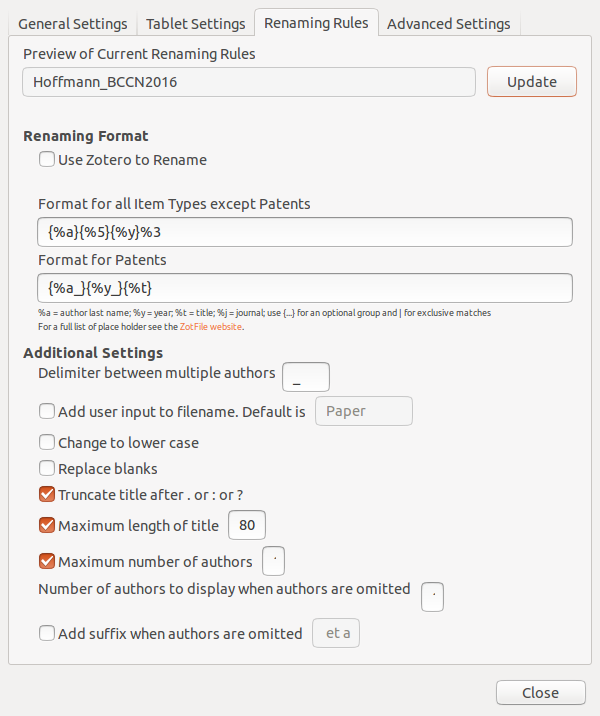 General Settings Tablet Settings Renaming Rules Advanced Settings
Preview of Current Renaming Rules
Hoffmann_BCCN2016 Update
Renaming Format
Use Zotero to Rename
Format for all Item Types except Patents
{%a}{%5}{%y}%3
Format for Patents
{%a_}{%y_}{%t}
%a = author last name; %y = year; %t = title; %j = journal; use {...} for an optional group and | for exclusive matches
For a full list of place holder see the ZotFile website.
Additional Settings
Delimiter between multiple authors _
Add user input to filename. Default is Paper
Change to lower case
Replace blanks
Truncate title after . or : or ?
Maximum length of title 80
Maximum number of authors
Number of authors to display when authors are omitted
Add suffix when authors are omitted et a
Close